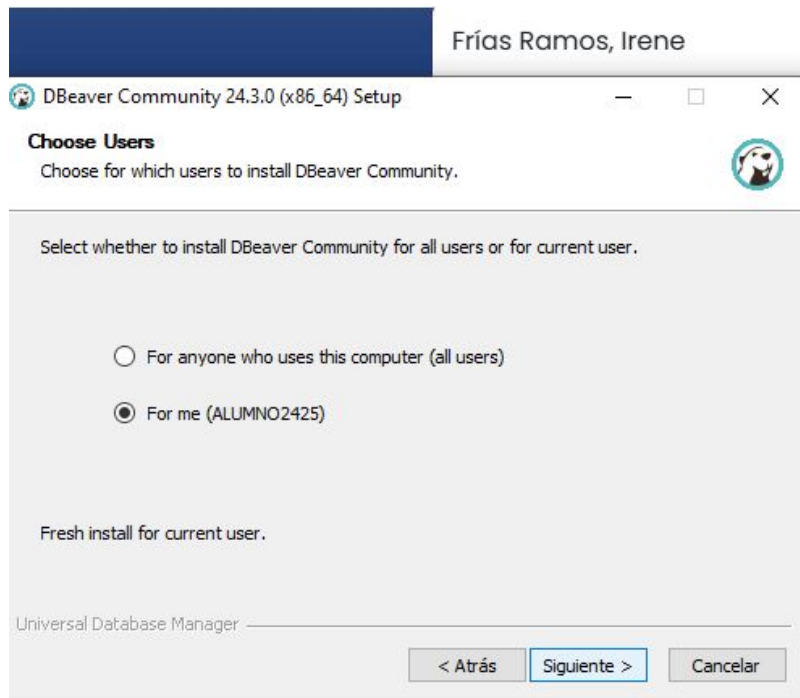 Frías Ramos, Irene
DBeaver Community 24.3.0 (x86_64) Setup
Choose Users
Choose for which users to install DBeaver Community.
Select whether to install DBeaver Community for all users or for current user.
For anyone who uses this computer (all users)
For me (ALUMNO2425)
Fresh install for current user.
Universal Database Manager
< Atrás Siguiente > Cancelar